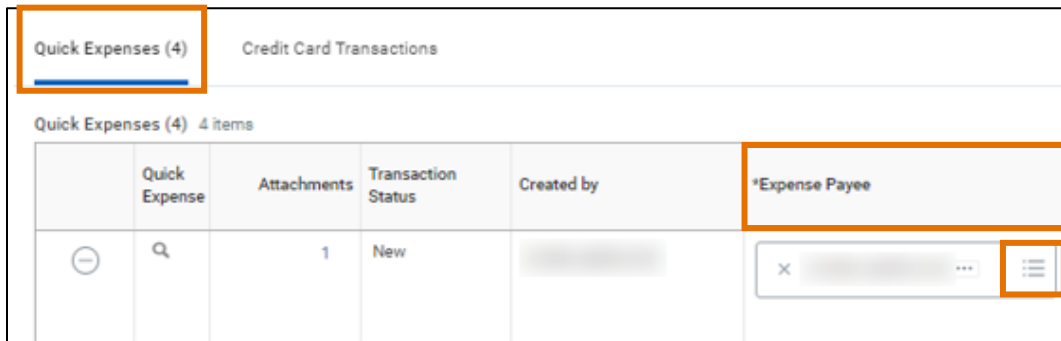 Quick Expenses (4) Credit Card Transactions
Quick Expenses (4) 4 items
Quick Expense Attachments Transaction Status Created by *Expense Payee
1 New